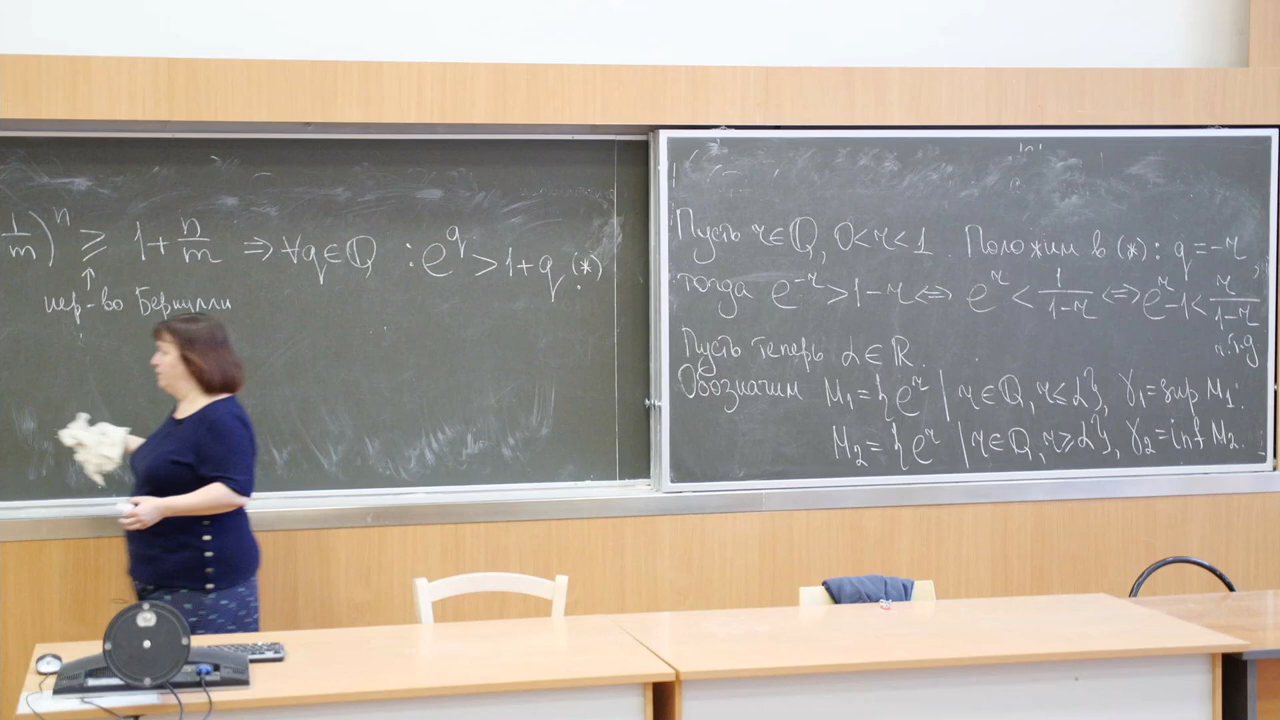 1/m)ⁿ ⩾ 1 + n/m ⇒ ∀q∈ℚ : e^q > 1+q (*)
нер-во Бернулли
Пусть r∈ℚ, 0<r<1. Положим в (*): q = -r,
тогда e^{-r} > 1-r ⇔ e^r < 1/(1-r) ⇔ e^r - 1 < r/(1-r)
ч.т.д
Пусть теперь α∈ℝ.
Обозначим M₁ = {e^r | r∈ℚ, r⩽α}, γ₁ = sup M₁.
M₂ = {e^r | r∈ℚ, r⩾α}, γ₂ = inf M₂.